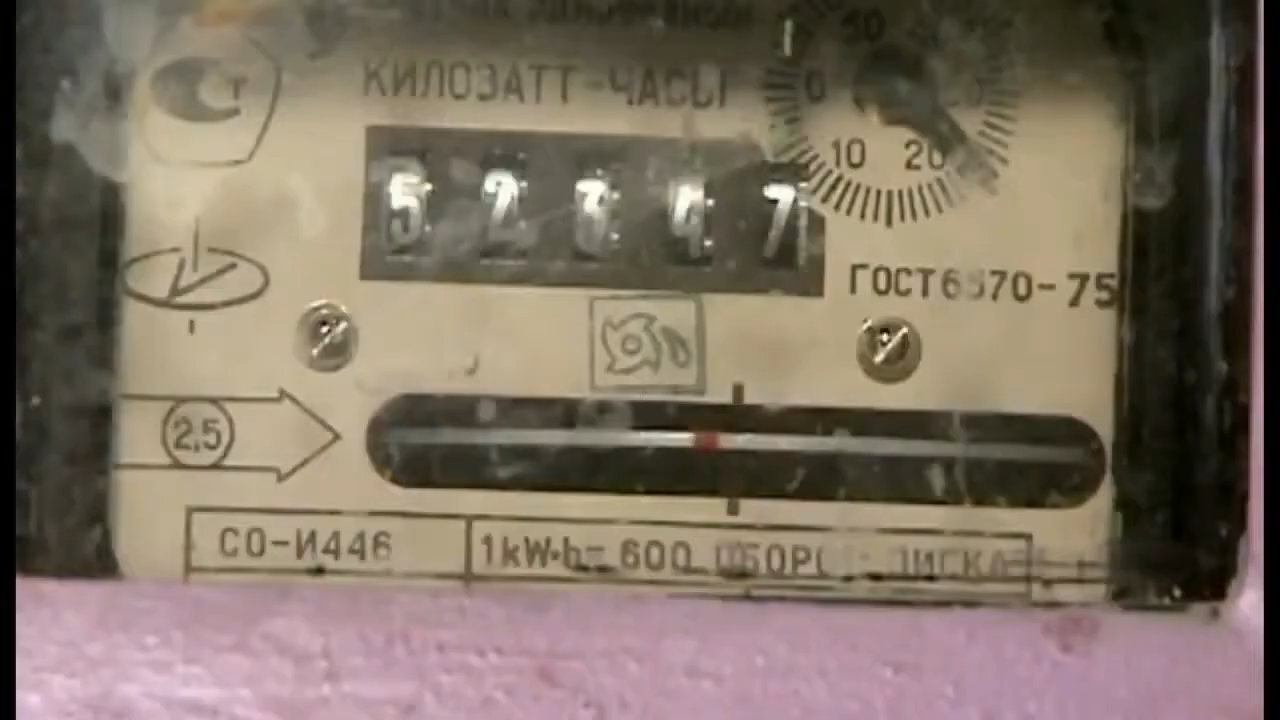 КИЛОВАТТ-ЧАСЫ
50
0
10 20
5 2 3 4 7
ГОСТ 6570-75
2,5
СО-И446
1kW·h= 600 ОБОРОТ ДИСКА